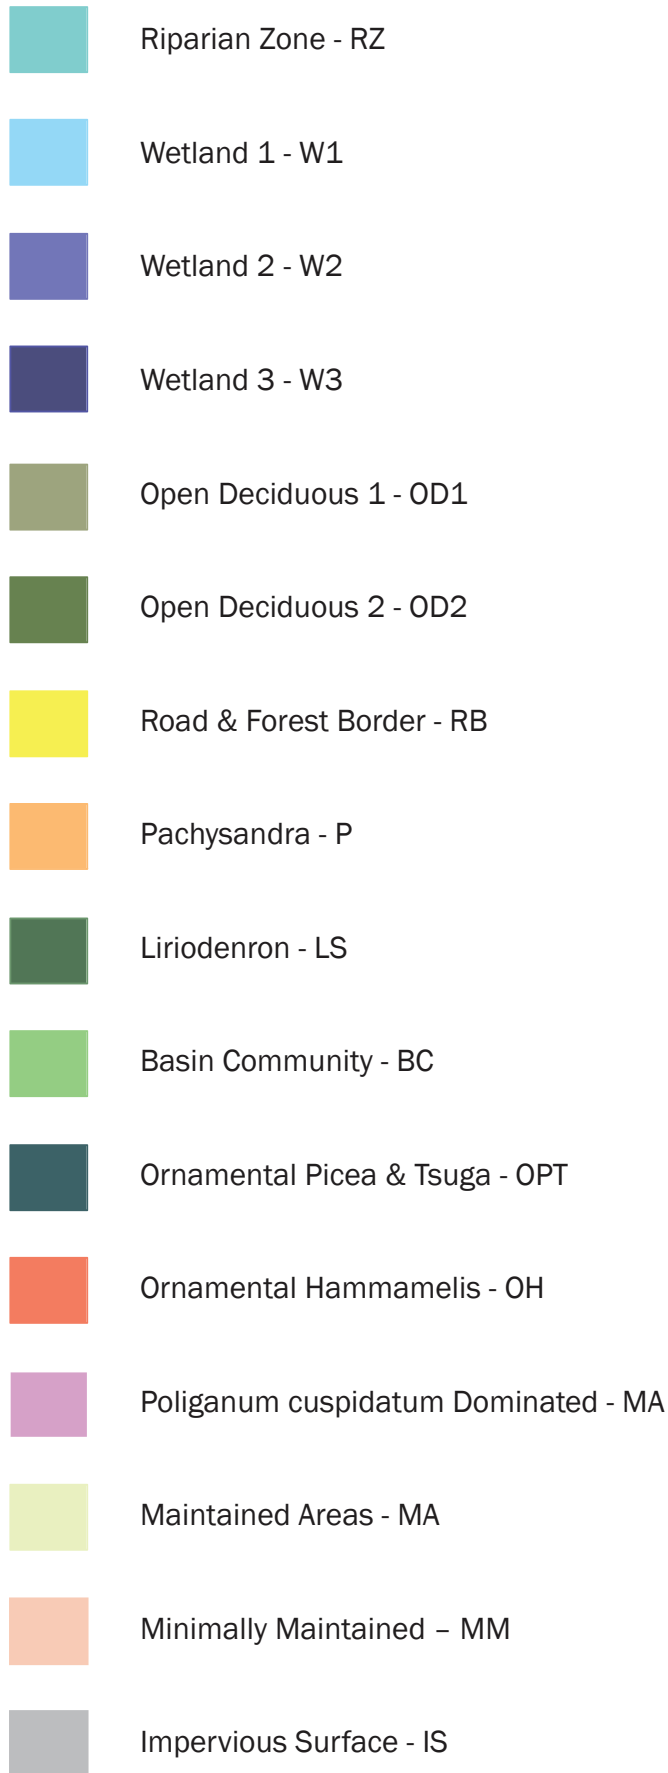 Riparian Zone - RZ
Wetland 1 - W1
Wetland 2 - W2
Wetland 3 - W3
Open Deciduous 1 - OD1
Open Deciduous 2 - OD2
Road & Forest Border - RB
Pachysandra - P
Liriodenron - LS
Basin Community - BC
Ornamental Picea & Tsuga - OPT
Ornamental Hammamelis - OH
Poliganum cuspidatum Dominated - MA
Maintained Areas - MA
Minimally Maintained – MM
Impervious Surface - IS